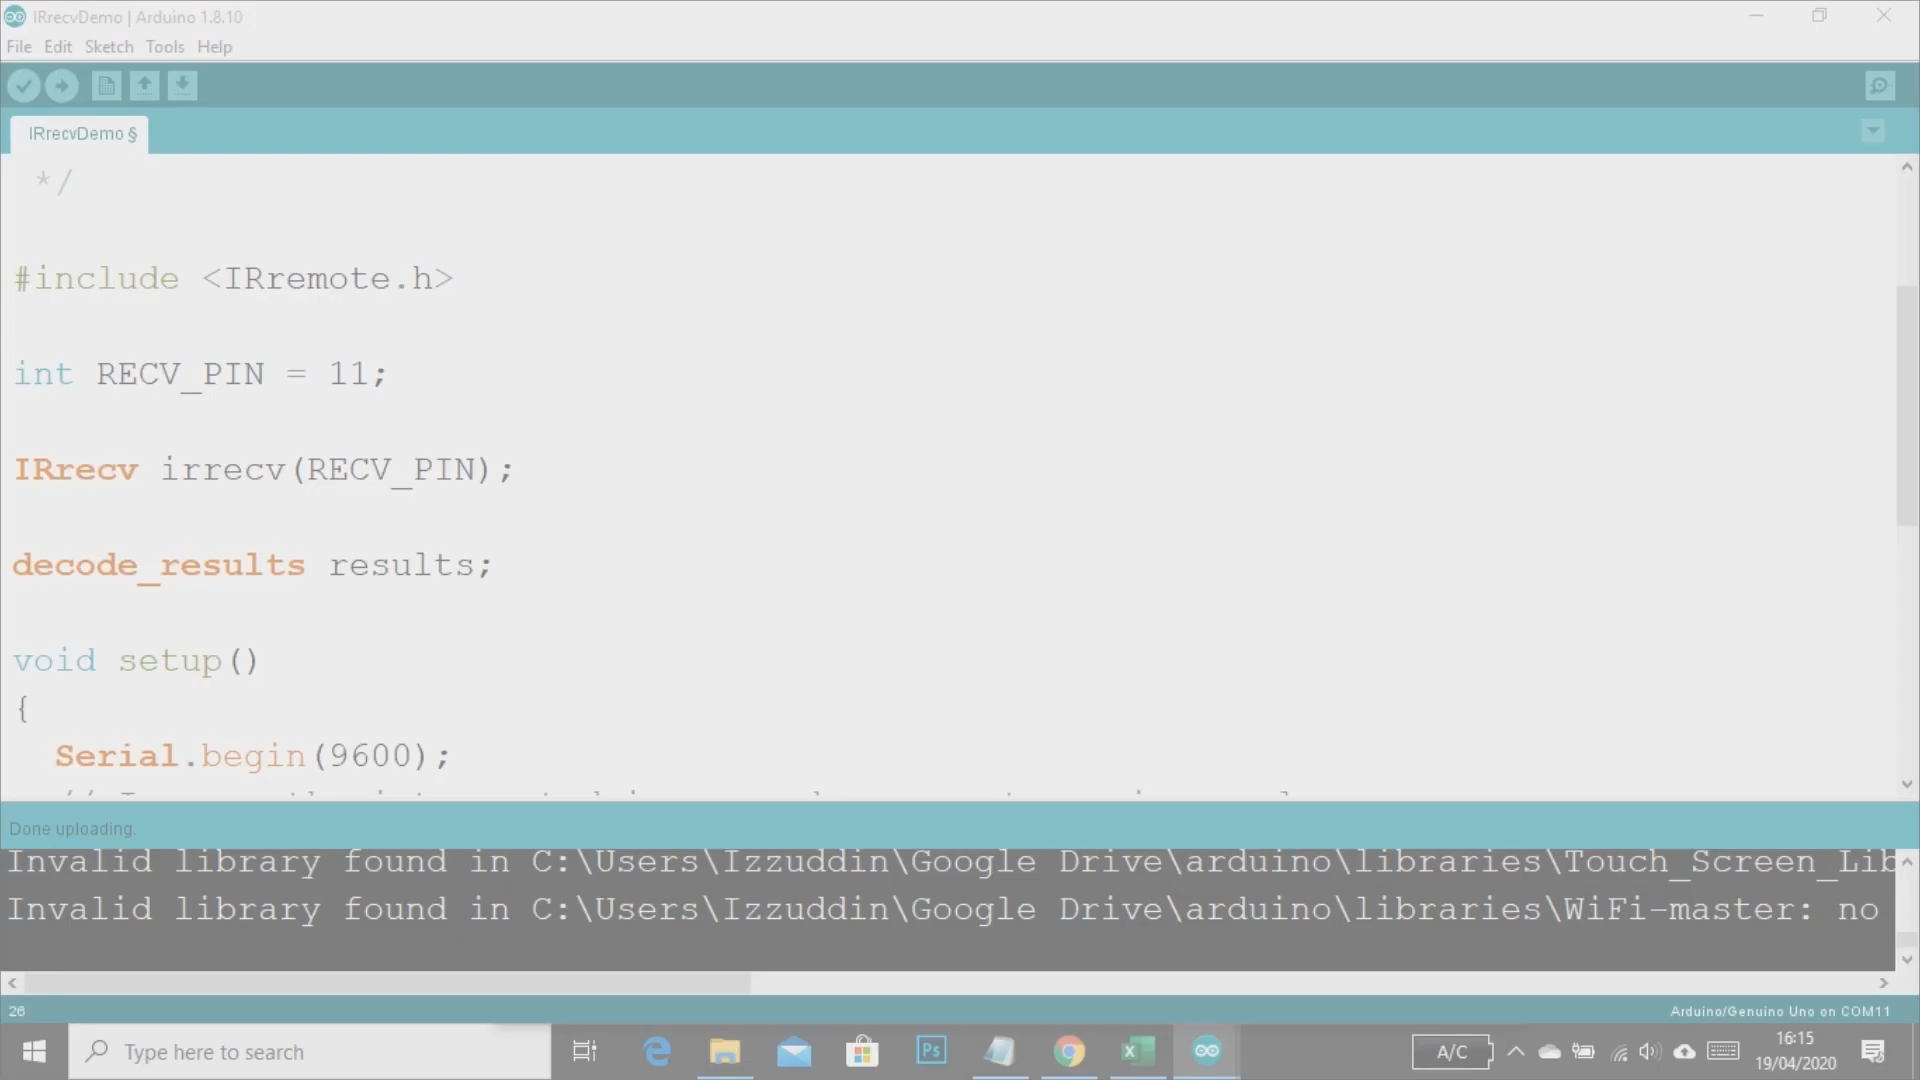 IRrecvDemo | Arduino 1.8.10
File Edit Sketch Tools Help
IRrecvDemo §
*/
#include <IRremote.h>
int RECV_PIN = 11;
IRrecv irrecv(RECV_PIN);
decode_results results;
void setup()
{
Serial.begin(9600);
Done uploading.
Invalid library found in C:\Users\Izzuddin\Google Drive\arduino\libraries\Touch_Screen_Lib
Invalid library found in C:\Users\Izzuddin\Google Drive\arduino\libraries\WiFi-master: no
26
Arduino/Genuino Uno on COM11
Type here to search
Ps
A/C
16:15
19/04/2020